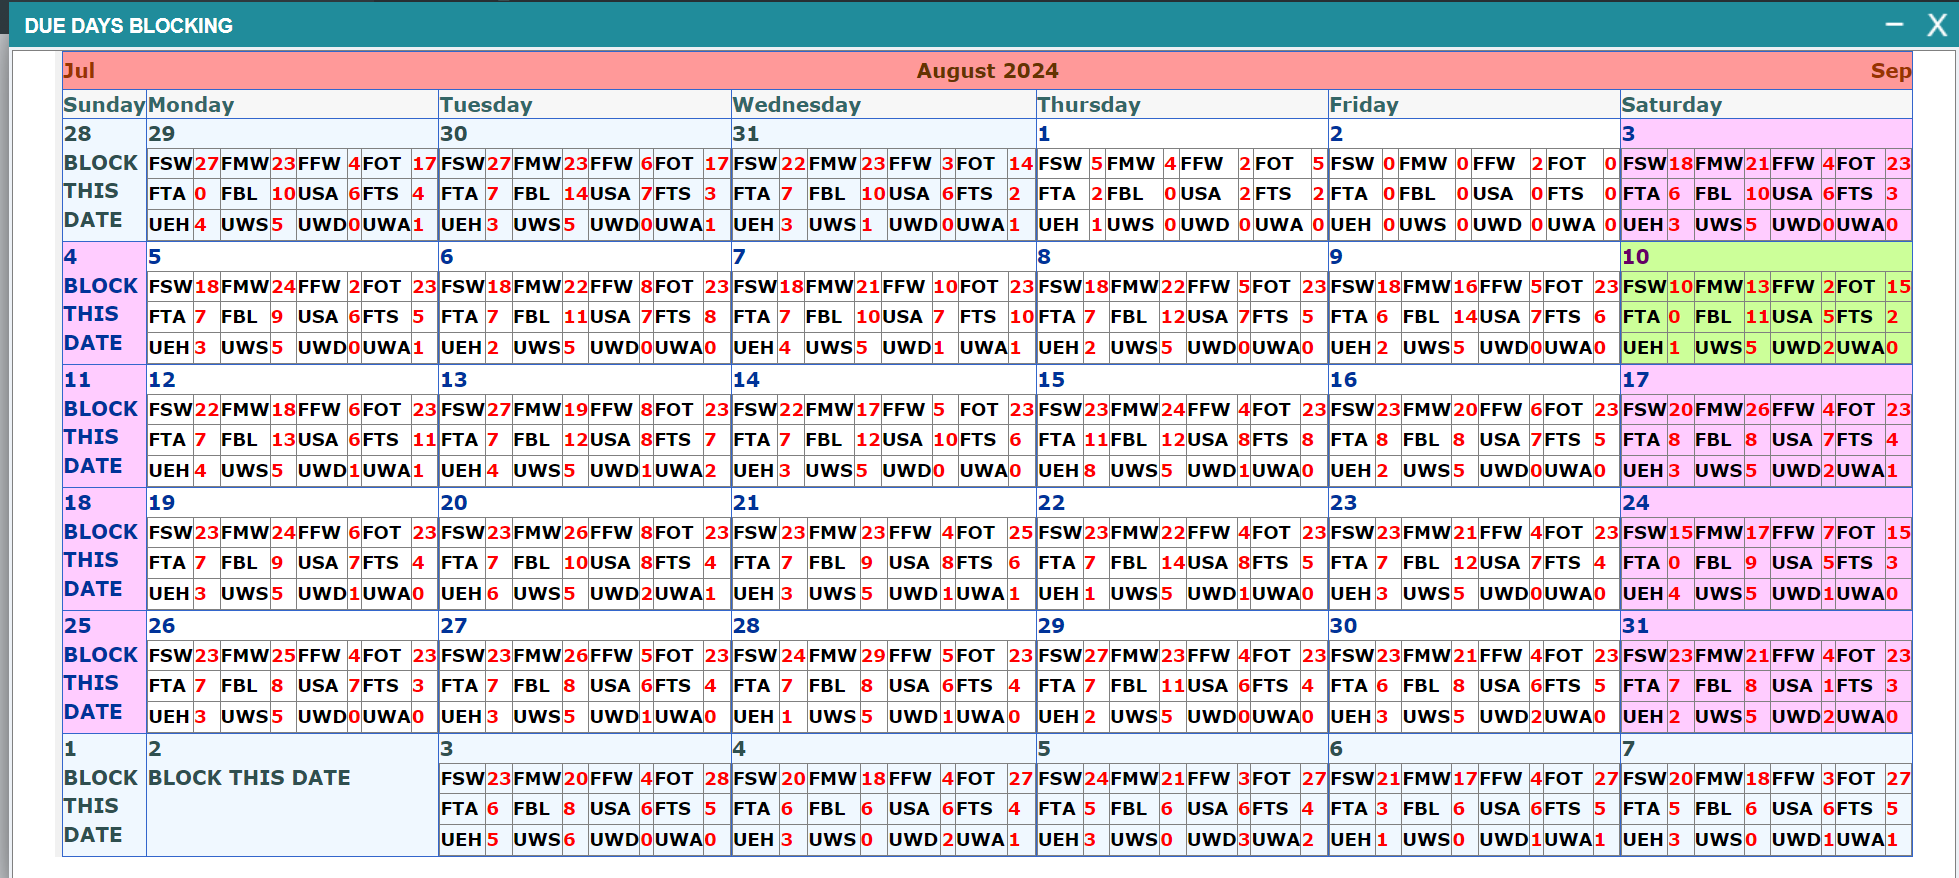 DUE DAYS BLOCKING
Jul August 2024 Sep
Sunday Monday Tuesday Wednesday Thursday Friday Saturday
28 29 30 31 1 2 3
BLOCK FSW 27 FMW 23 FFW 4 FOT 17 FSW 27 FMW 23 FFW 6 FOT 17 FSW 22 FMW 23 FFW 3 FOT 14 FSW 5 FMW 4 FFW 2 FOT 5 FSW 0 FMW 0 FFW 2 FOT 0 FSW 18 FMW 21 FFW 4 FOT 23
THIS FTA 0 FBL 10 USA 6 FTS 4 FTA 7 FBL 14 USA 7 FTS 3 FTA 7 FBL 10 USA 6 FTS 2 FTA 2 FBL 0 USA 2 FTS 2 FTA 0 FBL 0 USA 0 FTS 0 FTA 6 FBL 10 USA 6 FTS 3
DATE UEH 4 UWS 5 UWD 0 UWA 1 UEH 3 UWS 5 UWD 0 UWA 1 UEH 3 UWS 1 UWD 0 UWA 1 UEH 1 UWS 0 UWD 0 UWA 0 UEH 0 UWS 0 UWD 0 UWA 0 UEH 3 UWS 5 UWD 0 UWA 0
4 5 6 7 8 9 10
BLOCK FSW 18 FMW 24 FFW 2 FOT 23 FSW 18 FMW 22 FFW 8 FOT 23 FSW 18 FMW 21 FFW 10 FOT 23 FSW 18 FMW 22 FFW 5 FOT 23 FSW 18 FMW 16 FFW 5 FOT 23 FSW 10 FMW 13 FFW 2 FOT 15
THIS FTA 7 FBL 9 USA 6 FTS 5 FTA 7 FBL 11 USA 7 FTS 8 FTA 7 FBL 10 USA 7 FTS 10 FTA 7 FBL 12 USA 7 FTS 5 FTA 6 FBL 14 USA 7 FTS 6 FTA 0 FBL 11 USA 5 FTS 2
DATE UEH 3 UWS 5 UWD 0 UWA 1 UEH 2 UWS 5 UWD 0 UWA 0 UEH 4 UWS 5 UWD 1 UWA 1 UEH 2 UWS 5 UWD 0 UWA 0 UEH 2 UWS 5 UWD 0 UWA 0 UEH 1 UWS 5 UWD 2 UWA 0
11 12 13 14 15 16 17
BLOCK FSW 22 FMW 18 FFW 6 FOT 23 FSW 27 FMW 19 FFW 8 FOT 23 FSW 22 FMW 17 FFW 5 FOT 23 FSW 23 FMW 24 FFW 4 FOT 23 FSW 23 FMW 20 FFW 6 FOT 23 FSW 20 FMW 26 FFW 4 FOT 23
THIS FTA 7 FBL 13 USA 6 FTS 11 FTA 7 FBL 12 USA 8 FTS 7 FTA 7 FBL 12 USA 10 FTS 6 FTA 11 FBL 12 USA 8 FTS 8 FTA 8 FBL 8 USA 7 FTS 5 FTA 8 FBL 8 USA 7 FTS 4
DATE UEH 4 UWS 5 UWD 1 UWA 1 UEH 4 UWS 5 UWD 1 UWA 2 UEH 3 UWS 5 UWD 0 UWA 0 UEH 8 UWS 5 UWD 1 UWA 0 UEH 2 UWS 5 UWD 0 UWA 0 UEH 3 UWS 5 UWD 2 UWA 1
18 19 20 21 22 23 24
BLOCK FSW 23 FMW 24 FFW 6 FOT 23 FSW 23 FMW 26 FFW 8 FOT 23 FSW 23 FMW 23 FFW 4 FOT 25 FSW 23 FMW 22 FFW 4 FOT 23 FSW 23 FMW 21 FFW 4 FOT 23 FSW 15 FMW 17 FFW 7 FOT 15
THIS FTA 7 FBL 9 USA 7 FTS 4 FTA 7 FBL 10 USA 8 FTS 4 FTA 7 FBL 9 USA 8 FTS 6 FTA 7 FBL 14 USA 8 FTS 5 FTA 7 FBL 12 USA 7 FTS 4 FTA 0 FBL 9 USA 5 FTS 3
DATE UEH 3 UWS 5 UWD 1 UWA 0 UEH 6 UWS 5 UWD 2 UWA 1 UEH 3 UWS 5 UWD 1 UWA 1 UEH 1 UWS 5 UWD 1 UWA 0 UEH 3 UWS 5 UWD 0 UWA 0 UEH 4 UWS 5 UWD 1 UWA 0
25 26 27 28 29 30 31
BLOCK FSW 23 FMW 25 FFW 4 FOT 23 FSW 23 FMW 26 FFW 5 FOT 23 FSW 24 FMW 29 FFW 5 FOT 23 FSW 27 FMW 23 FFW 4 FOT 23 FSW 23 FMW 21 FFW 4 FOT 23 FSW 23 FMW 21 FFW 4 FOT 23
THIS FTA 7 FBL 8 USA 7 FTS 3 FTA 7 FBL 8 USA 6 FTS 4 FTA 7 FBL 8 USA 6 FTS 4 FTA 7 FBL 11 USA 6 FTS 4 FTA 6 FBL 8 USA 6 FTS 5 FTA 7 FBL 8 USA 1 FTS 3
DATE UEH 3 UWS 5 UWD 0 UWA 0 UEH 3 UWS 5 UWD 1 UWA 0 UEH 1 UWS 5 UWD 1 UWA 0 UEH 2 UWS 5 UWD 0 UWA 0 UEH 3 UWS 5 UWD 2 UWA 0 UEH 2 UWS 5 UWD 2 UWA 0
1 2 3 4 5 6 7
BLOCK BLOCK THIS DATE FSW 23 FMW 20 FFW 4 FOT 28 FSW 20 FMW 18 FFW 4 FOT 27 FSW 24 FMW 21 FFW 3 FOT 27 FSW 21 FMW 17 FFW 4 FOT 27 FSW 20 FMW 18 FFW 3 FOT 27
THIS FTA 6 FBL 8 USA 6 FTS 5 FTA 6 FBL 6 USA 6 FTS 4 FTA 5 FBL 6 USA 6 FTS 4 FTA 3 FBL 6 USA 6 FTS 5 FTA 5 FBL 6 USA 6 FTS 5
DATE UEH 5 UWS 6 UWD 0 UWA 0 UEH 3 UWS 0 UWD 2 UWA 1 UEH 3 UWS 0 UWD 3 UWA 2 UEH 1 UWS 0 UWD 1 UWA 1 UEH 3 UWS 0 UWD 1 UWA 1